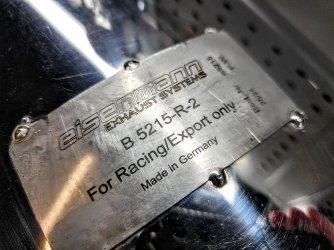 eisenmann
EXHAUST SYSTEMS
B 5215-R-2
For Racing/Export only
Made in Germany